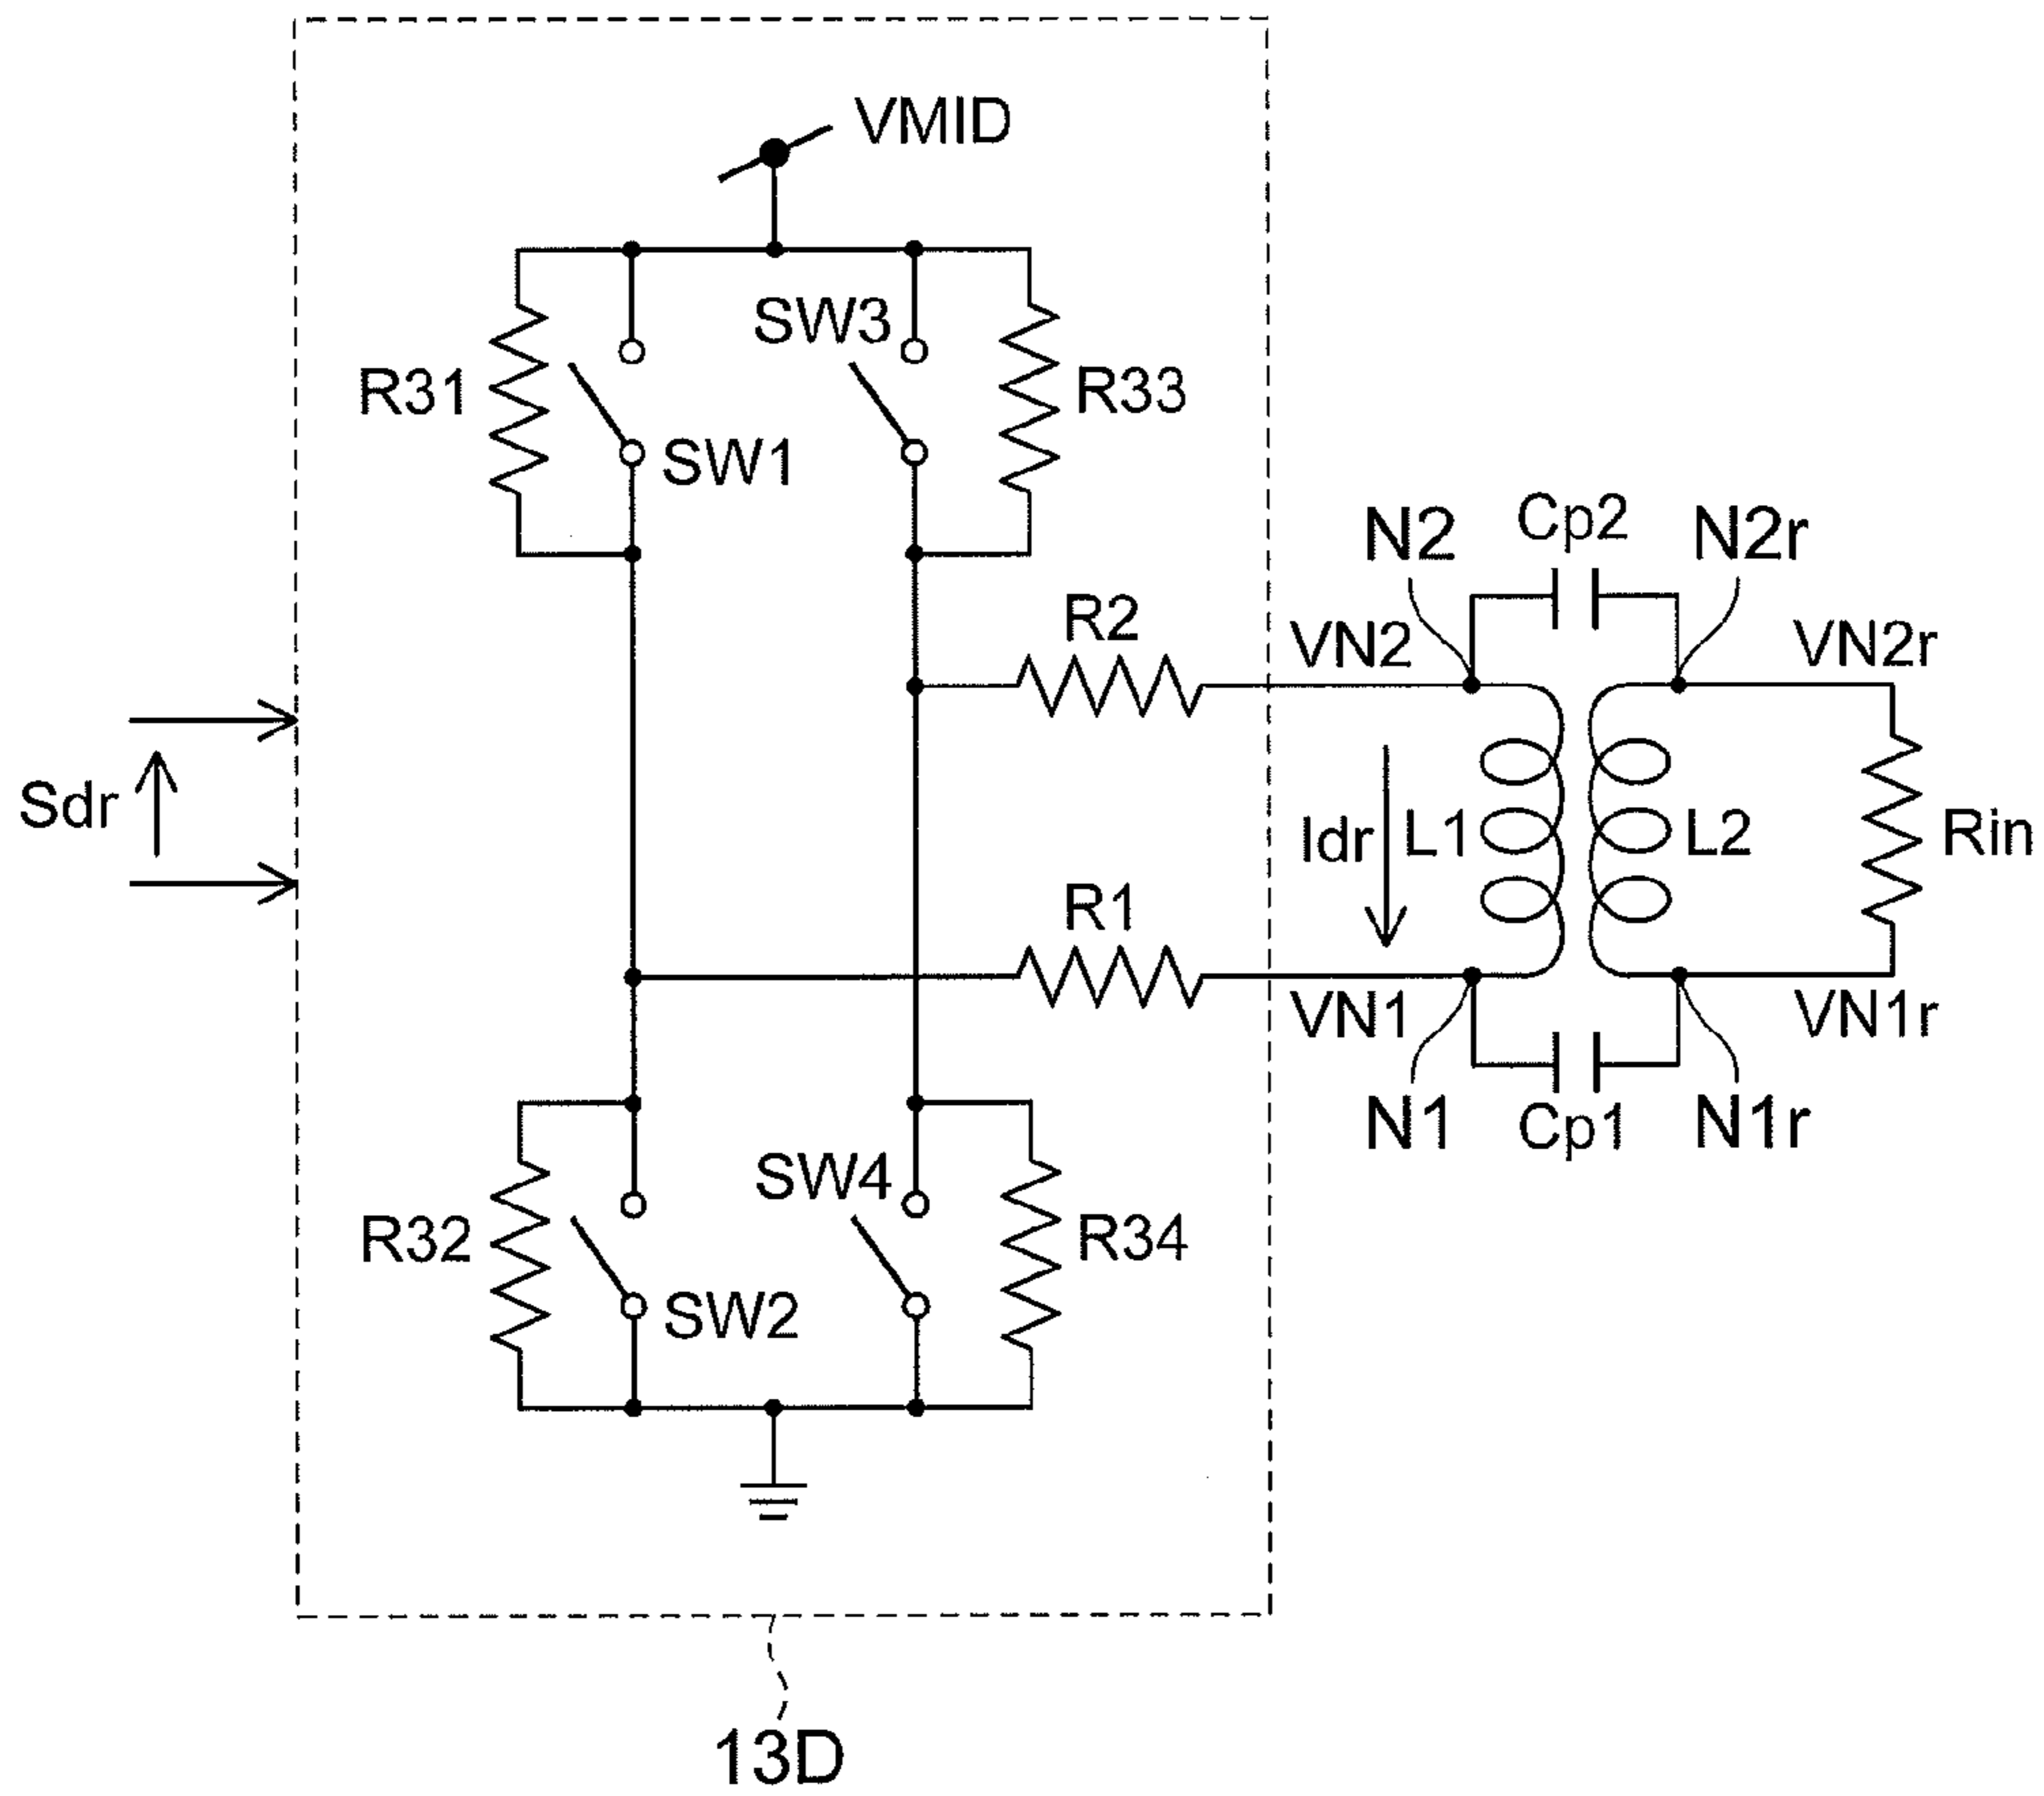 VMID
SW3
R31
R33
SW1
N2
Cp2
N2r
R2
VN2
VN2r
Sdr
Idr
L1
L2
Rin
R1
VN1
VN1r
N1
Cp1
N1r
SW4
R32
R34
SW2
13D